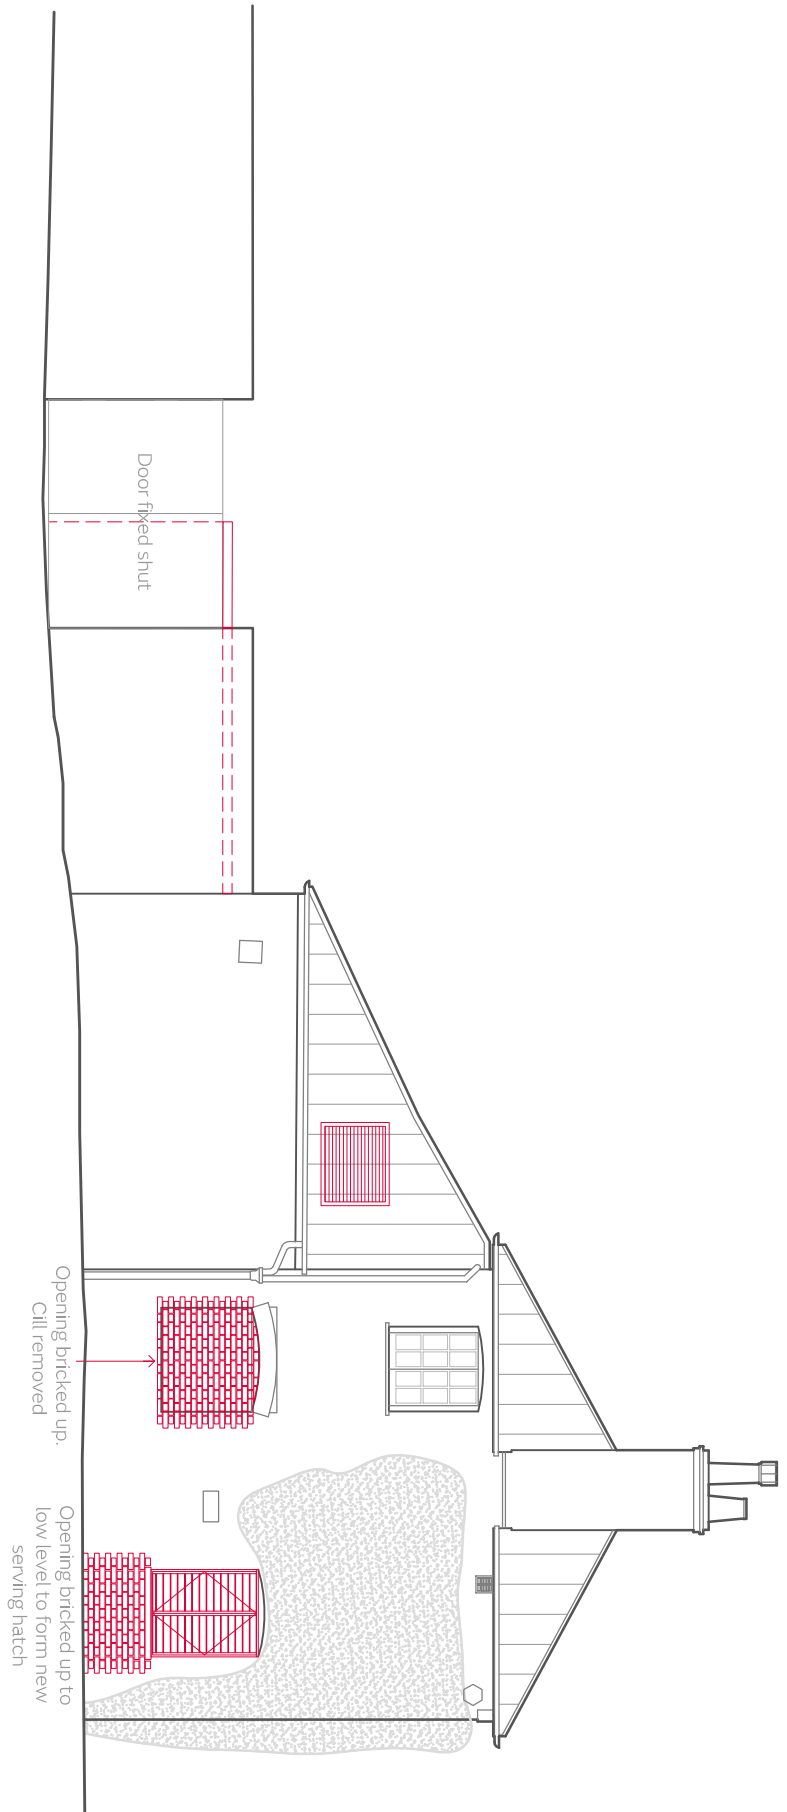 Door fixed shut
Opening bricked up.
Cill removed
Opening bricked up to
low level to form new
serving hatch